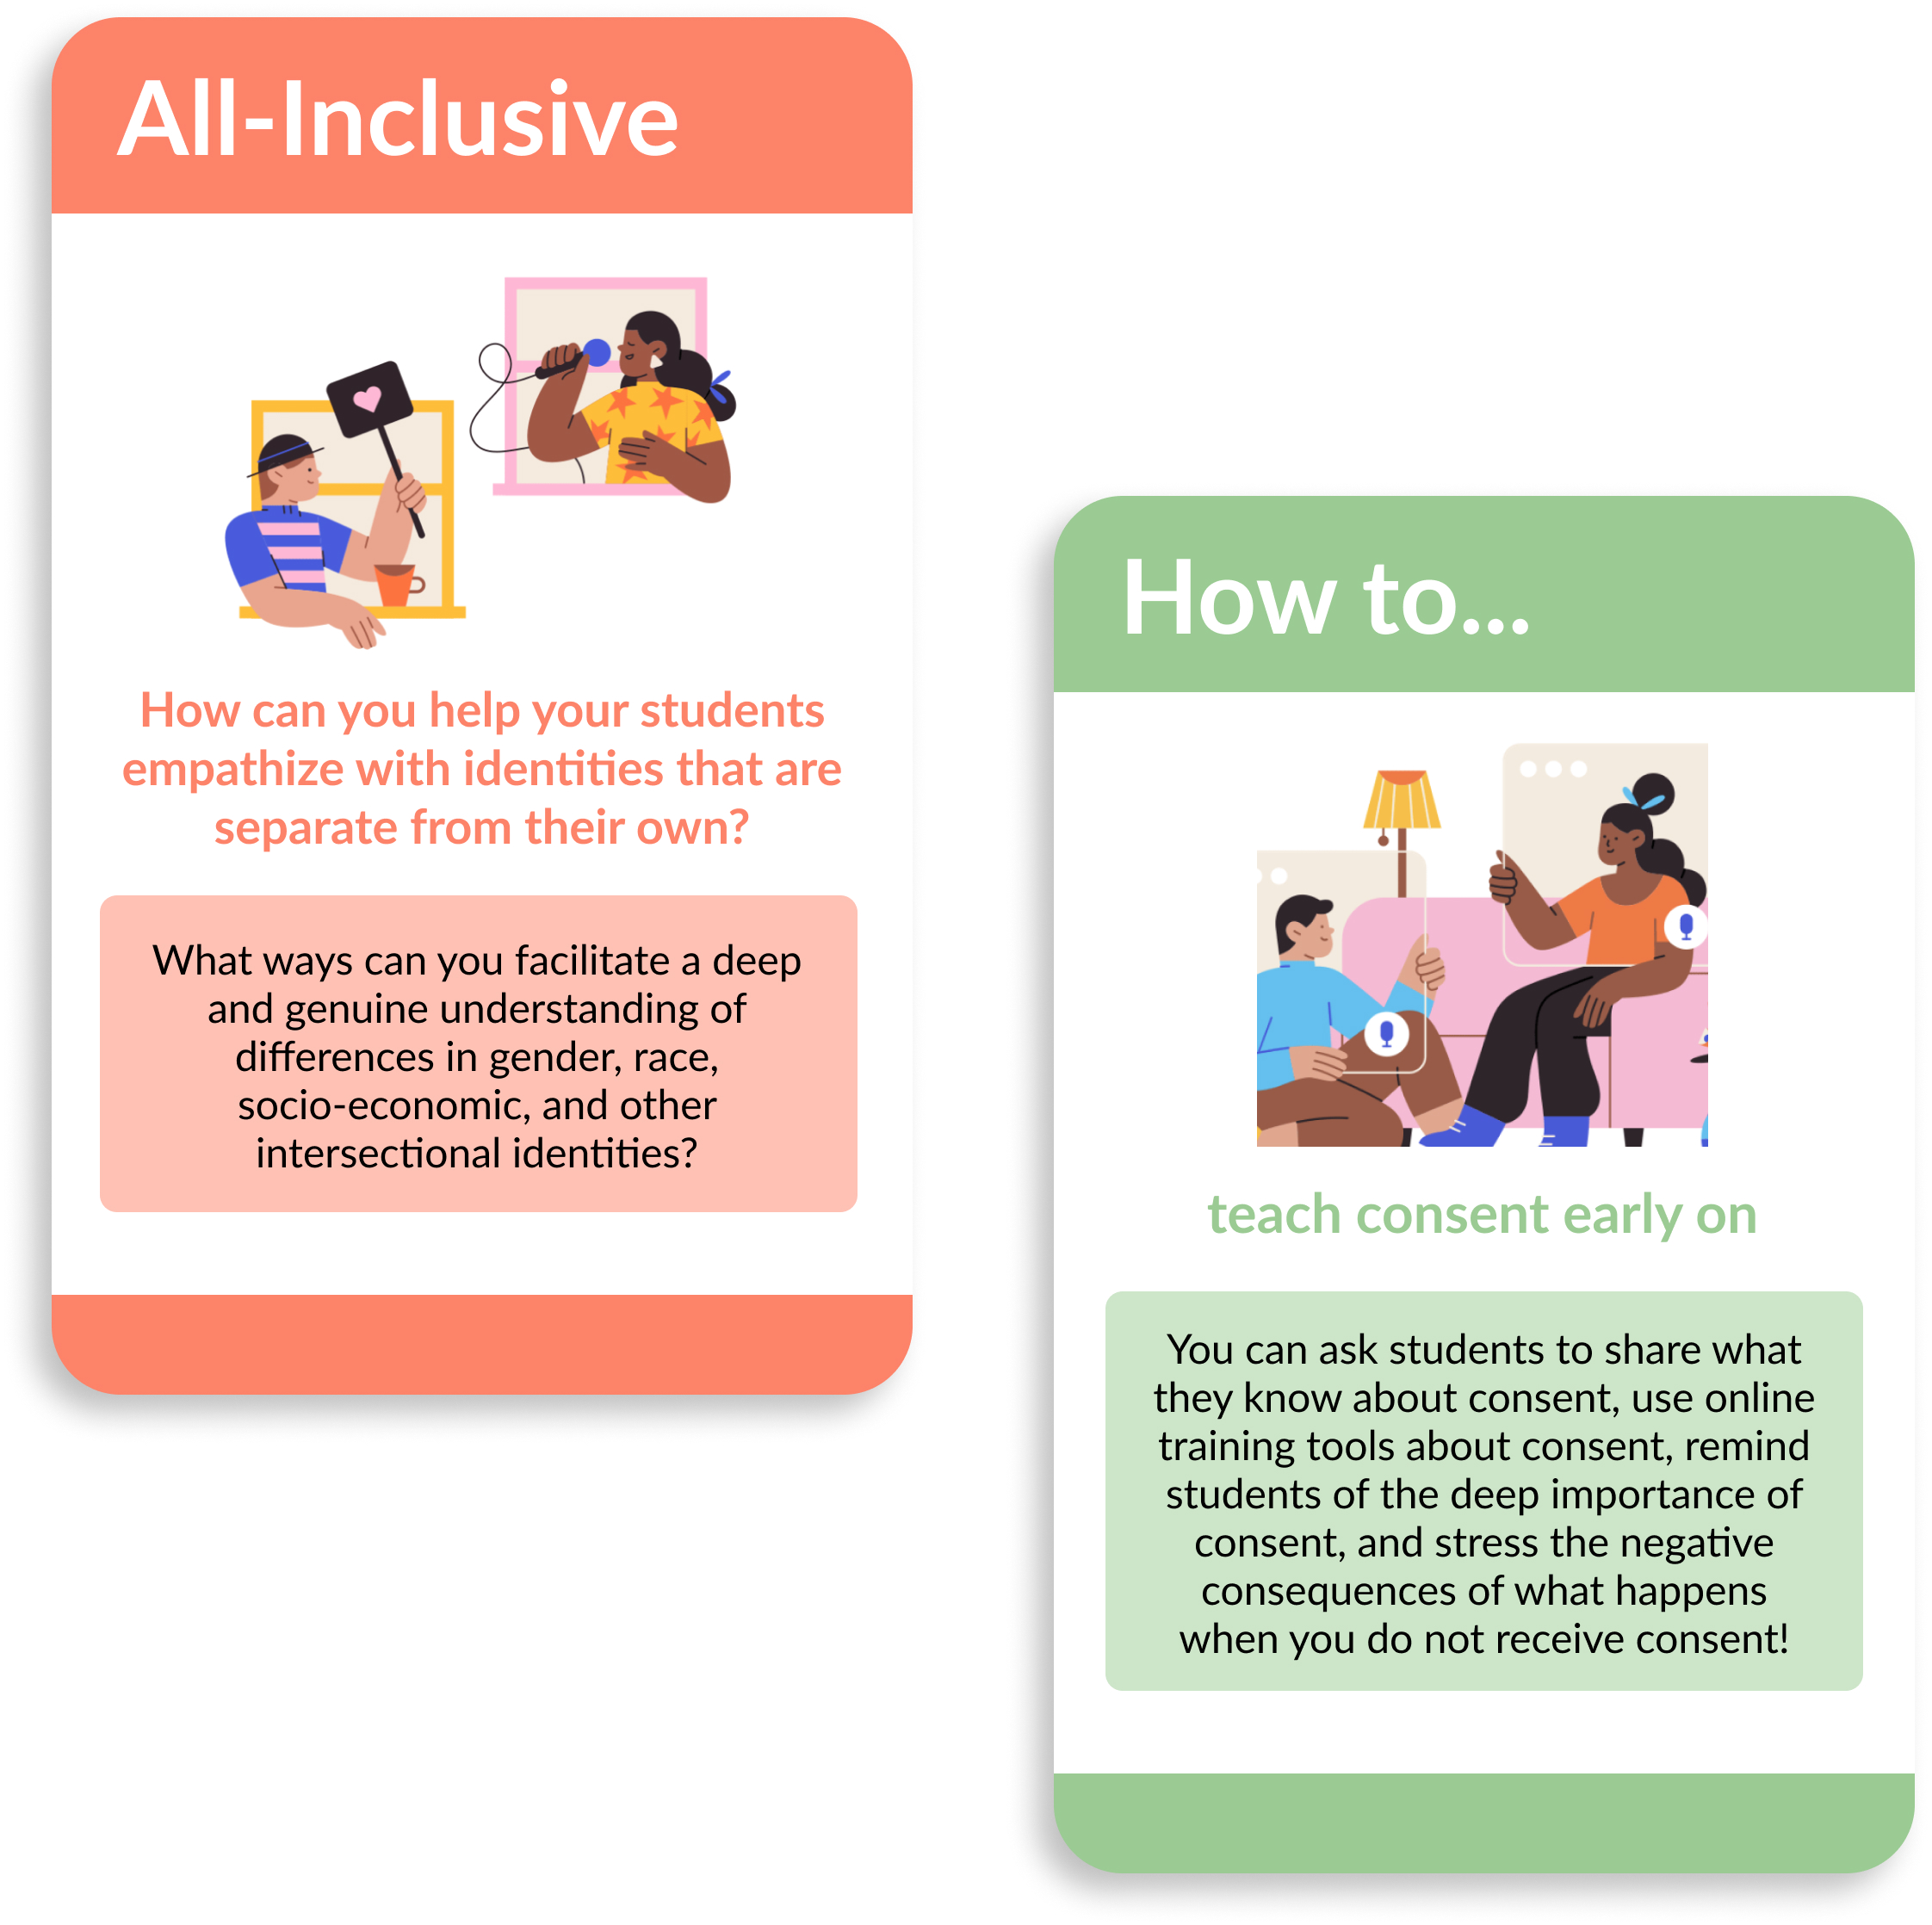 All-Inclusive
How can you help your students
empathize with identities that are
separate from their own?
What ways can you facilitate a deep
and genuine understanding of
differences in gender, race,
socio-economic, and other
intersectional identities?
How to...
teach consent early on
You can ask students to share what
they know about consent, use online
training tools about consent, remind
students of the deep importance of
consent, and stress the negative
consequences of what happens
when you do not receive consent!